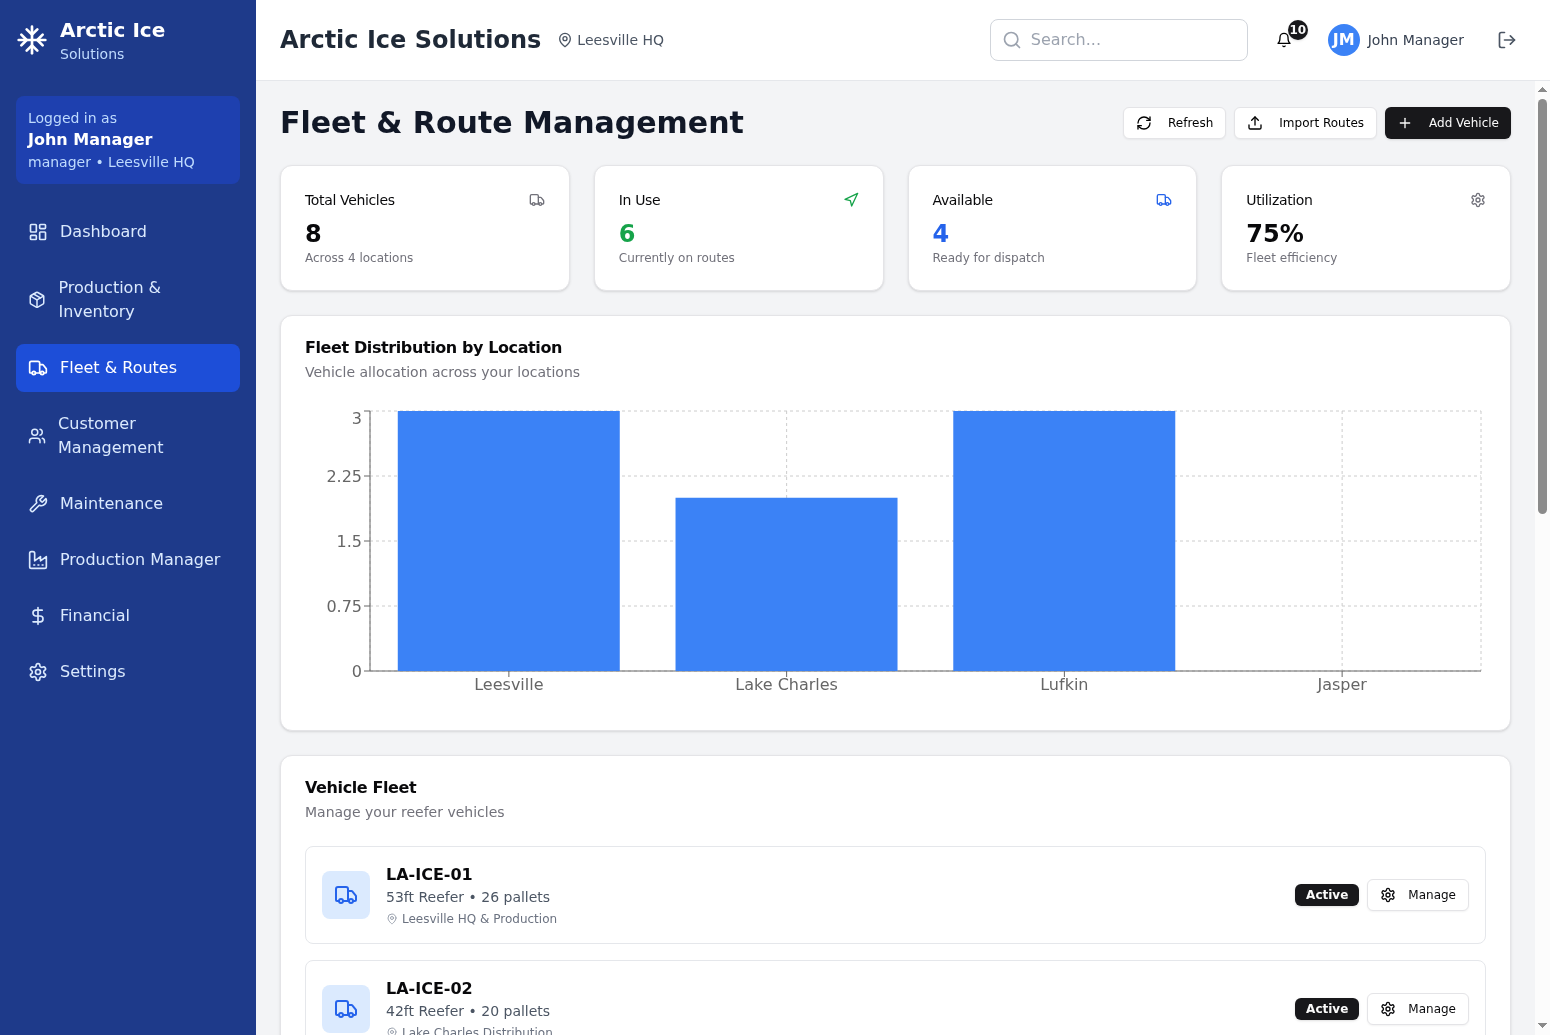 Arctic Ice
Solutions
Logged in as
John Manager
manager • Leesville HQ
Dashboard
Production &
Inventory
Fleet & Routes
Customer
Management
Maintenance
Production Manager
Financial
Settings
Arctic Ice Solutions
Leesville HQ
Search...
10
JM
John Manager
Fleet & Route Management
Refresh
Import Routes
Add Vehicle
Total Vehicles
8
Across 4 locations
In Use
6
Currently on routes
Available
4
Ready for dispatch
Utilization
75%
Fleet efficiency
Fleet Distribution by Location
Vehicle allocation across your locations
3
2.25
1.5
0.75
0
Leesville
Lake Charles
Lufkin
Jasper
Vehicle Fleet
Manage your reefer vehicles
LA-ICE-01
53ft Reefer • 26 pallets
Leesville HQ & Production
Active
Manage
LA-ICE-02
42ft Reefer • 20 pallets
Lake Charles Distribution
Active
Manage